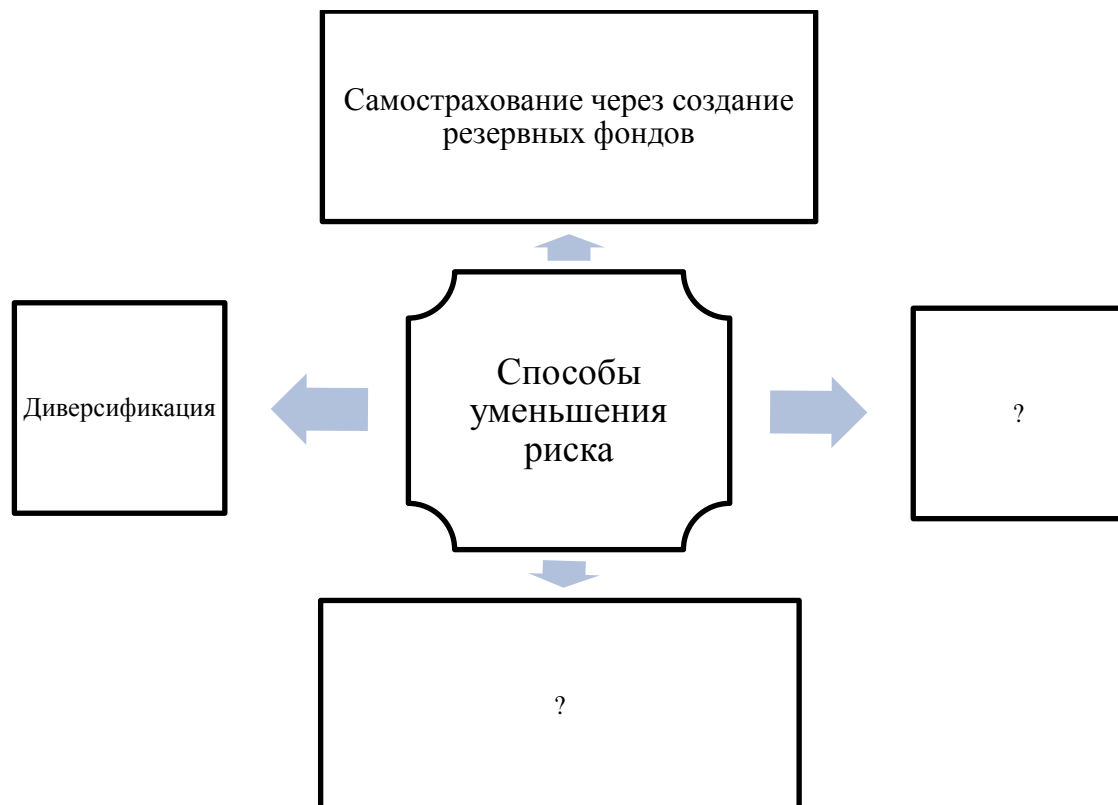 Самострахование через создание
резервных фондов
Диверсификация
Способы
уменьшения
риска
?
?